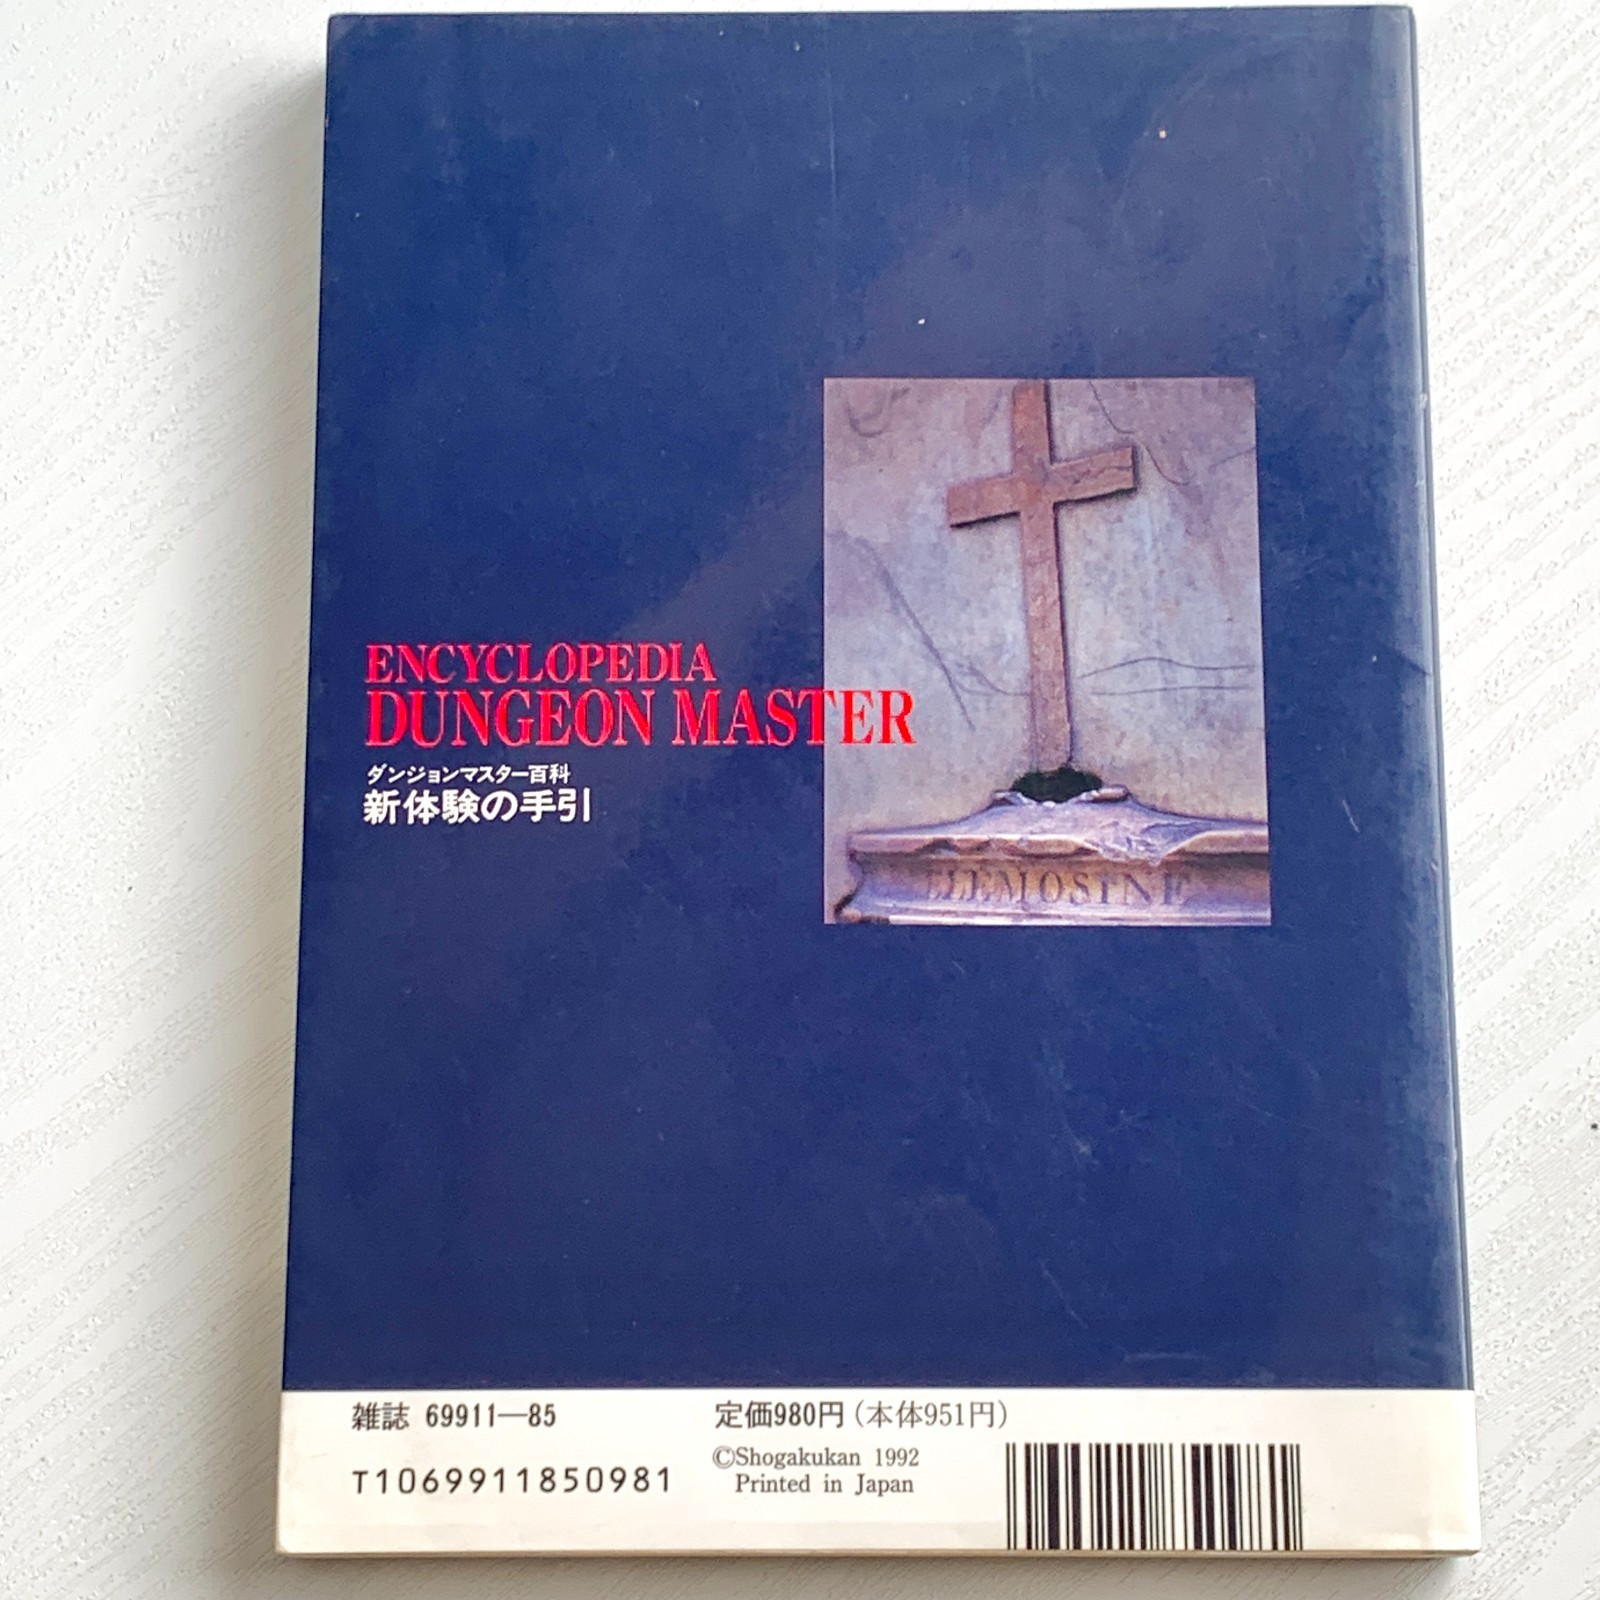 ENCYCLOPEDIA
DUNGEON MASTER
ダンジョンマスター百科
新体験の手引
ELEMOSINE
雑誌 69911—85
定価980円(本体951円)
©Shogakukan 1992
Printed in Japan
T1069911850981